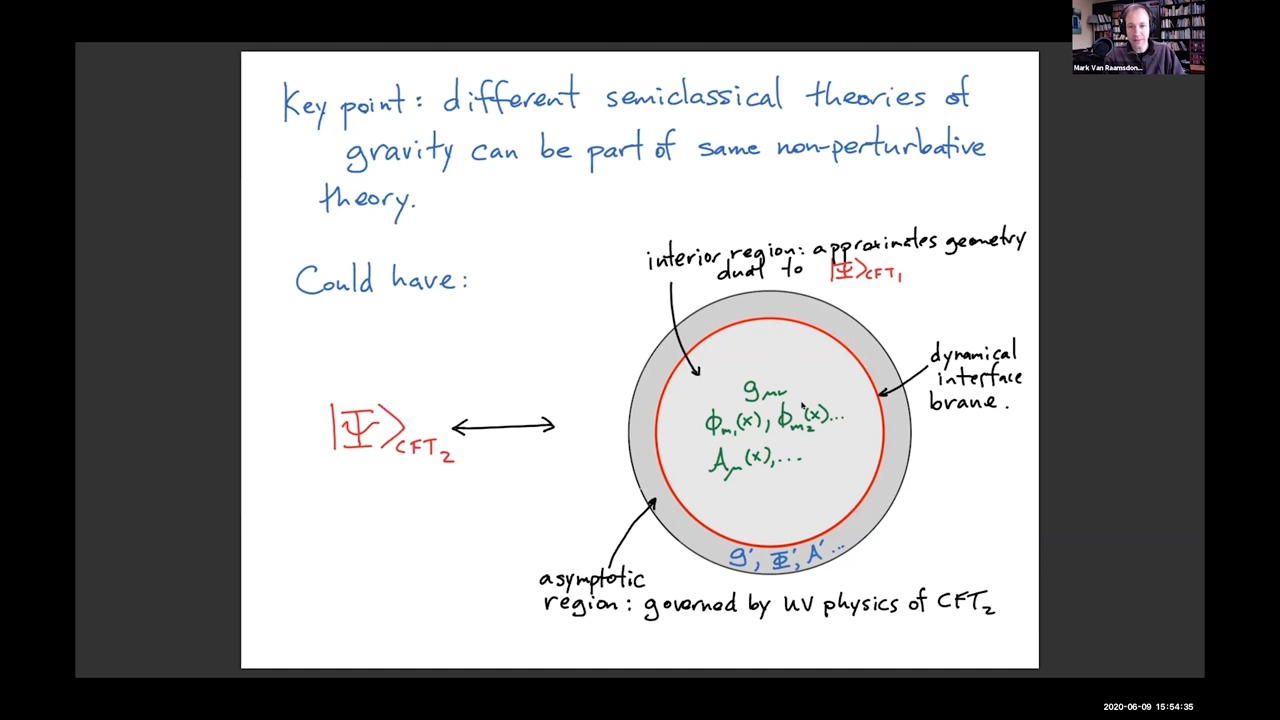 Mark Van Raamsdon...
Key point: different semiclassical theories of
gravity can be part of same non-perturbative
theory.
interior region: approximates geometry
dual to |Ψ⟩CFT₁
Could have:
dynamical
interface
brane.
gμν
ϕm₁(x), ϕm₂(x)...
Aμ(x),...
|Ψ⟩CFT₂
g', Φ', A'...
asymptotic
region: governed by UV physics of CFT₂
2020-06-09 15:54:35